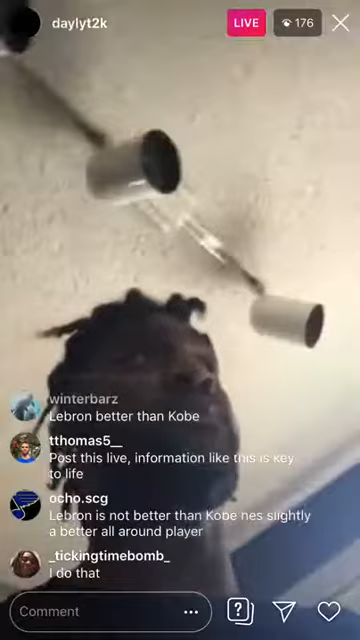 daylyt2k
LIVE
176
winterbarz
Lebron better than Kobe
tthomas5__
Post this live, information like this is key
to life
ocho.scg
Lebron is not better than Kobe hes slightly
a better all around player
_tickingtimebomb_
I do that
Comment